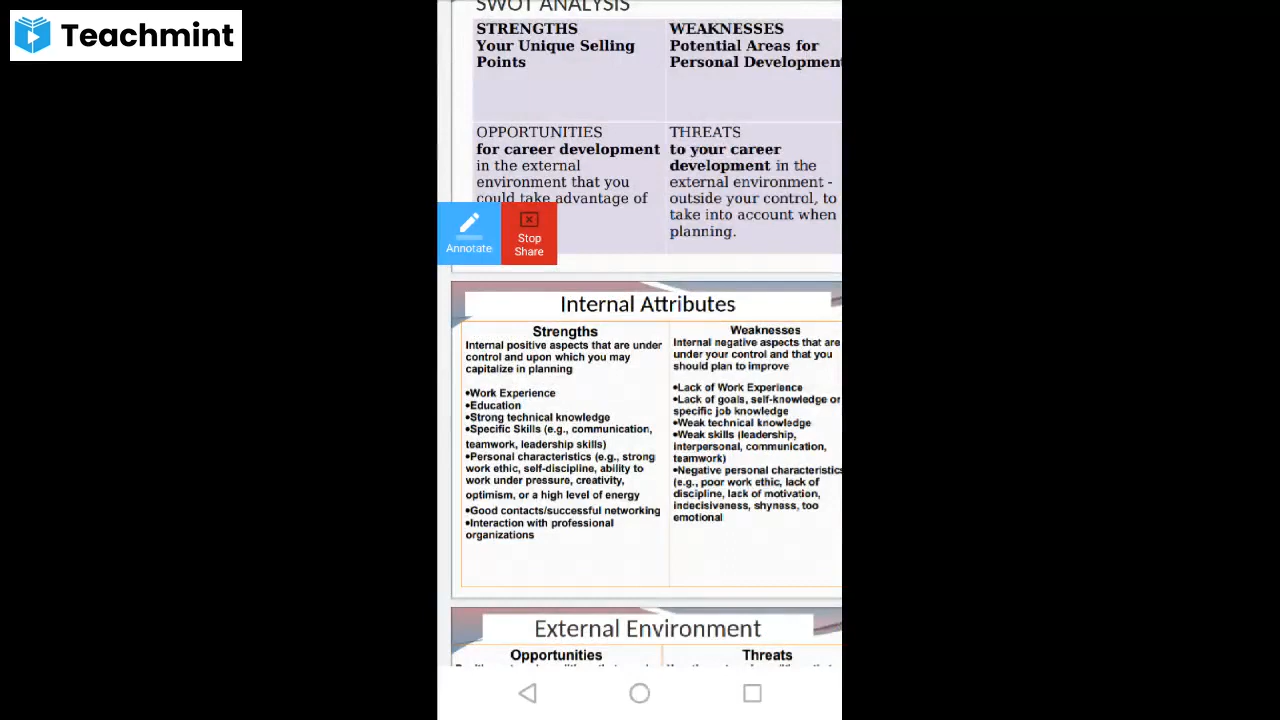 Teachmint
SWOT ANALYSIS
STRENGTHS
Your Unique Selling
Points
WEAKNESSES
Potential Areas for
Personal Development
OPPORTUNITIES
for career development
in the external
environment that you
could take advantage of
THREATS
to your career
development in the
external environment -
outside your control, to
take into account when
planning.
Annotate
Stop
Share
Internal Attributes
Strengths
Internal positive aspects that are under
control and upon which you may
capitalize in planning
•Work Experience
•Education
•Strong technical knowledge
•Specific Skills (e.g., communication,
teamwork, leadership skills)
•Personal characteristics (e.g., strong
work ethic, self-discipline, ability to
work under pressure, creativity,
optimism, or a high level of energy
•Good contacts/successful networking
•Interaction with professional
organizations
Weaknesses
Internal negative aspects that are
under your control and that you
should plan to improve
•Lack of Work Experience
•Lack of goals, self-knowledge or
specific job knowledge
•Weak technical knowledge
•Weak skills (leadership,
interpersonal, communication,
teamwork)
•Negative personal characteristics
(e.g., poor work ethic, lack of
discipline, lack of motivation,
indecisiveness, shyness, too
emotional
External Environment
Opportunities
Threats